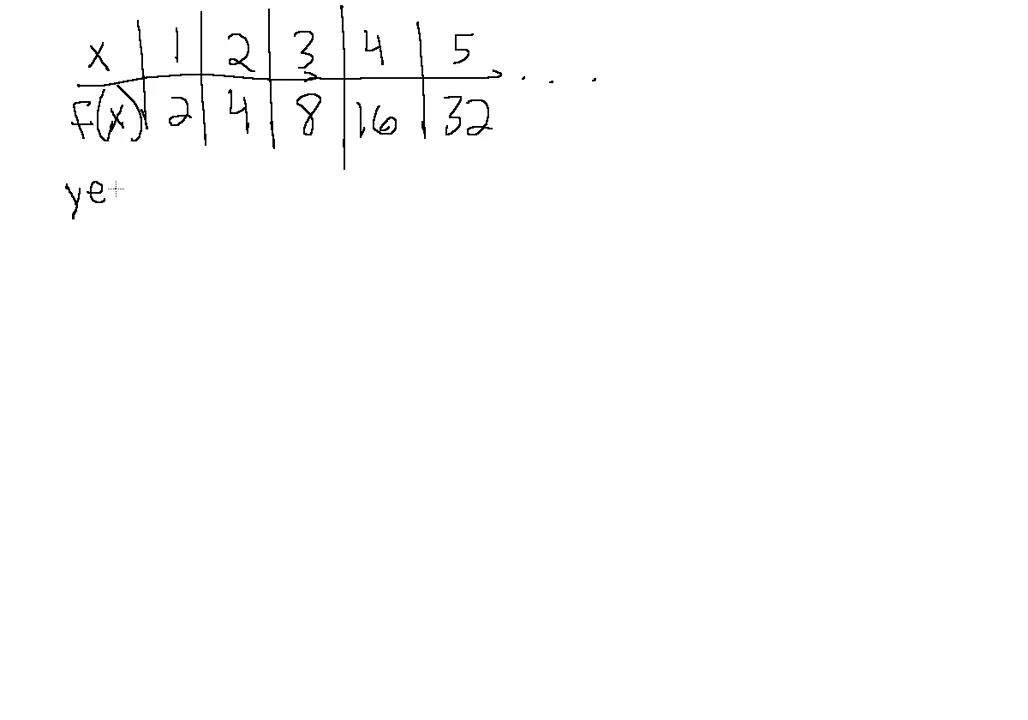 x 1 2 3 4 5 . . .
f(x) 2 4 8 16 32
ye